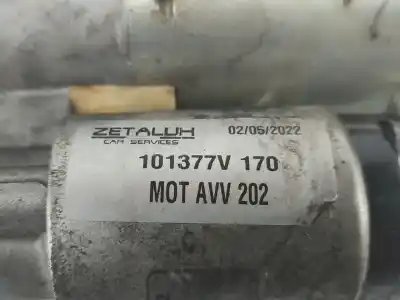 ZETALUH 02/05/2022
CAR SERVICES
101377V 170
MOT AVV 202